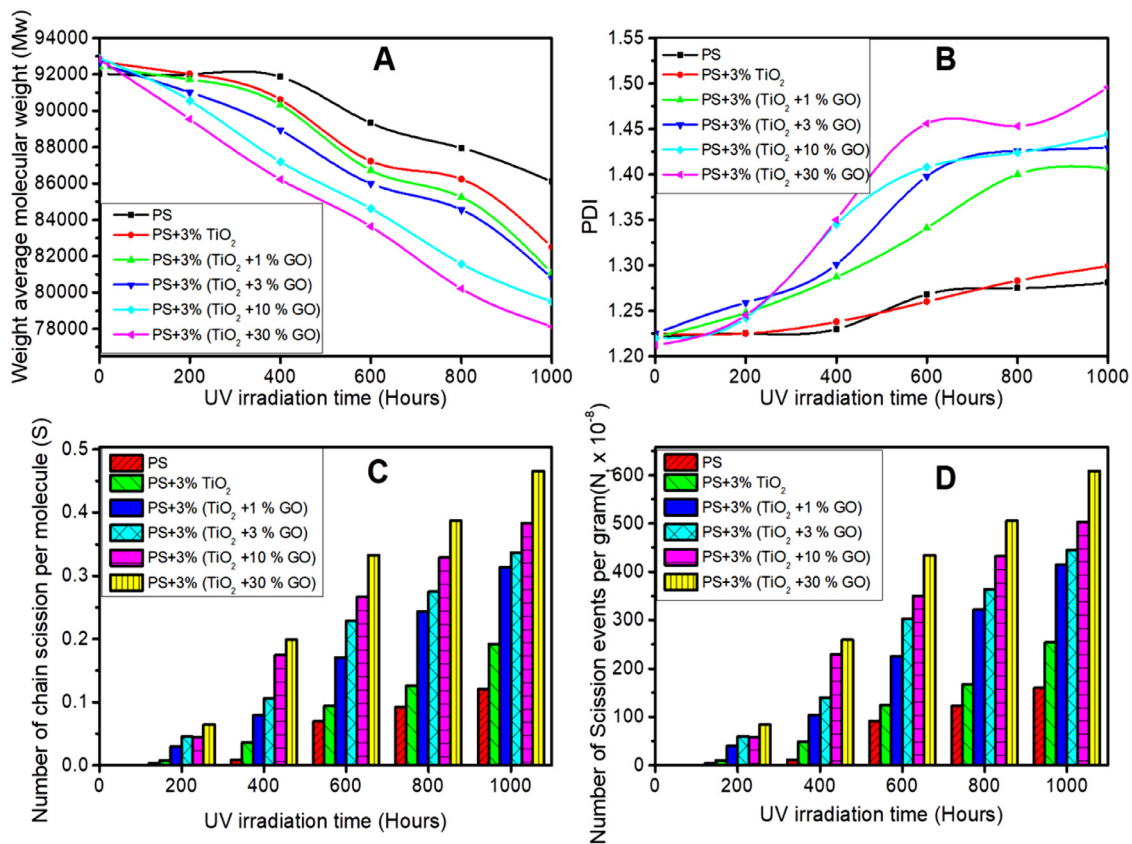 Weight average molecular weight (Mw)
94000
92000
90000
88000
86000
84000
82000
80000
78000
A
PS
PS+3% TiO2
PS+3% (TiO2 +1 % GO)
PS+3% (TiO2 +3 % GO)
PS+3% (TiO2 +10 % GO)
PS+3% (TiO2 +30 % GO)
0 200 400 600 800 1000
UV irradiation time (Hours)
PDI
1.55
1.50
1.45
1.40
1.35
1.30
1.25
1.20
B
PS
PS+3% TiO2
PS+3% (TiO2 +1 % GO)
PS+3% (TiO2 +3 % GO)
PS+3% (TiO2 +10 % GO)
PS+3% (TiO2 +30 % GO)
0 200 400 600 800 1000
UV irradiation time (Hours)
Number of chain scission per molecule (S)
0.5
0.4
0.3
0.2
0.1
0.0
C
PS
PS+3% TiO2
PS+3% (TiO2 +1 % GO)
PS+3% (TiO2 +3 % GO)
PS+3% (TiO2 +10 % GO)
PS+3% (TiO2 +30 % GO)
200 400 600 800 1000
UV irradiation time (Hours)
Number of Scission events per gram(Nt x 10-8)
600
500
400
300
200
100
0
D
PS
PS+3% TiO2
PS+3% (TiO2 +1 % GO)
PS+3% (TiO2 +3 % GO)
PS+3% (TiO2 +10 % GO)
PS+3% (TiO2 +30 % GO)
200 400 600 800 1000
UV irradiation time (Hours)